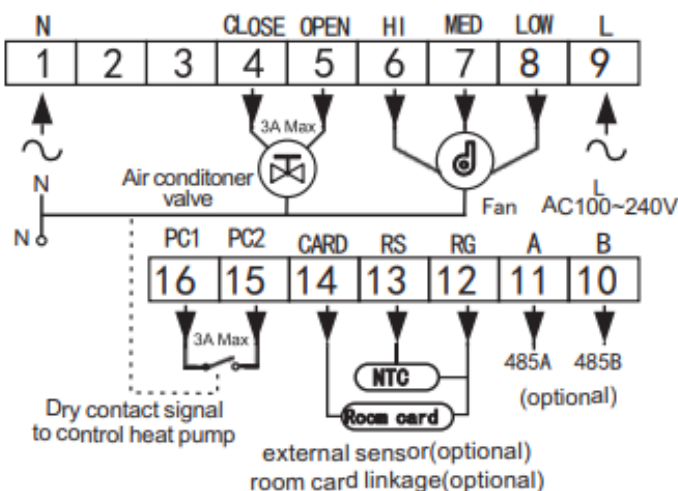 N CLOSE OPEN HI MED LOW L
1 2 3 4 5 6 7 8 9
3A Max
N
Air conditoner
valve
Fan
L
AC100~240V
N
PC1 PC2 CARD RS RG A B
16 15 14 13 12 11 10
3A Max
NTC
485A 485B
(optional)
Room card
Dry contact signal
to control heat pump
external sensor(optional)
room card linkage(optional)